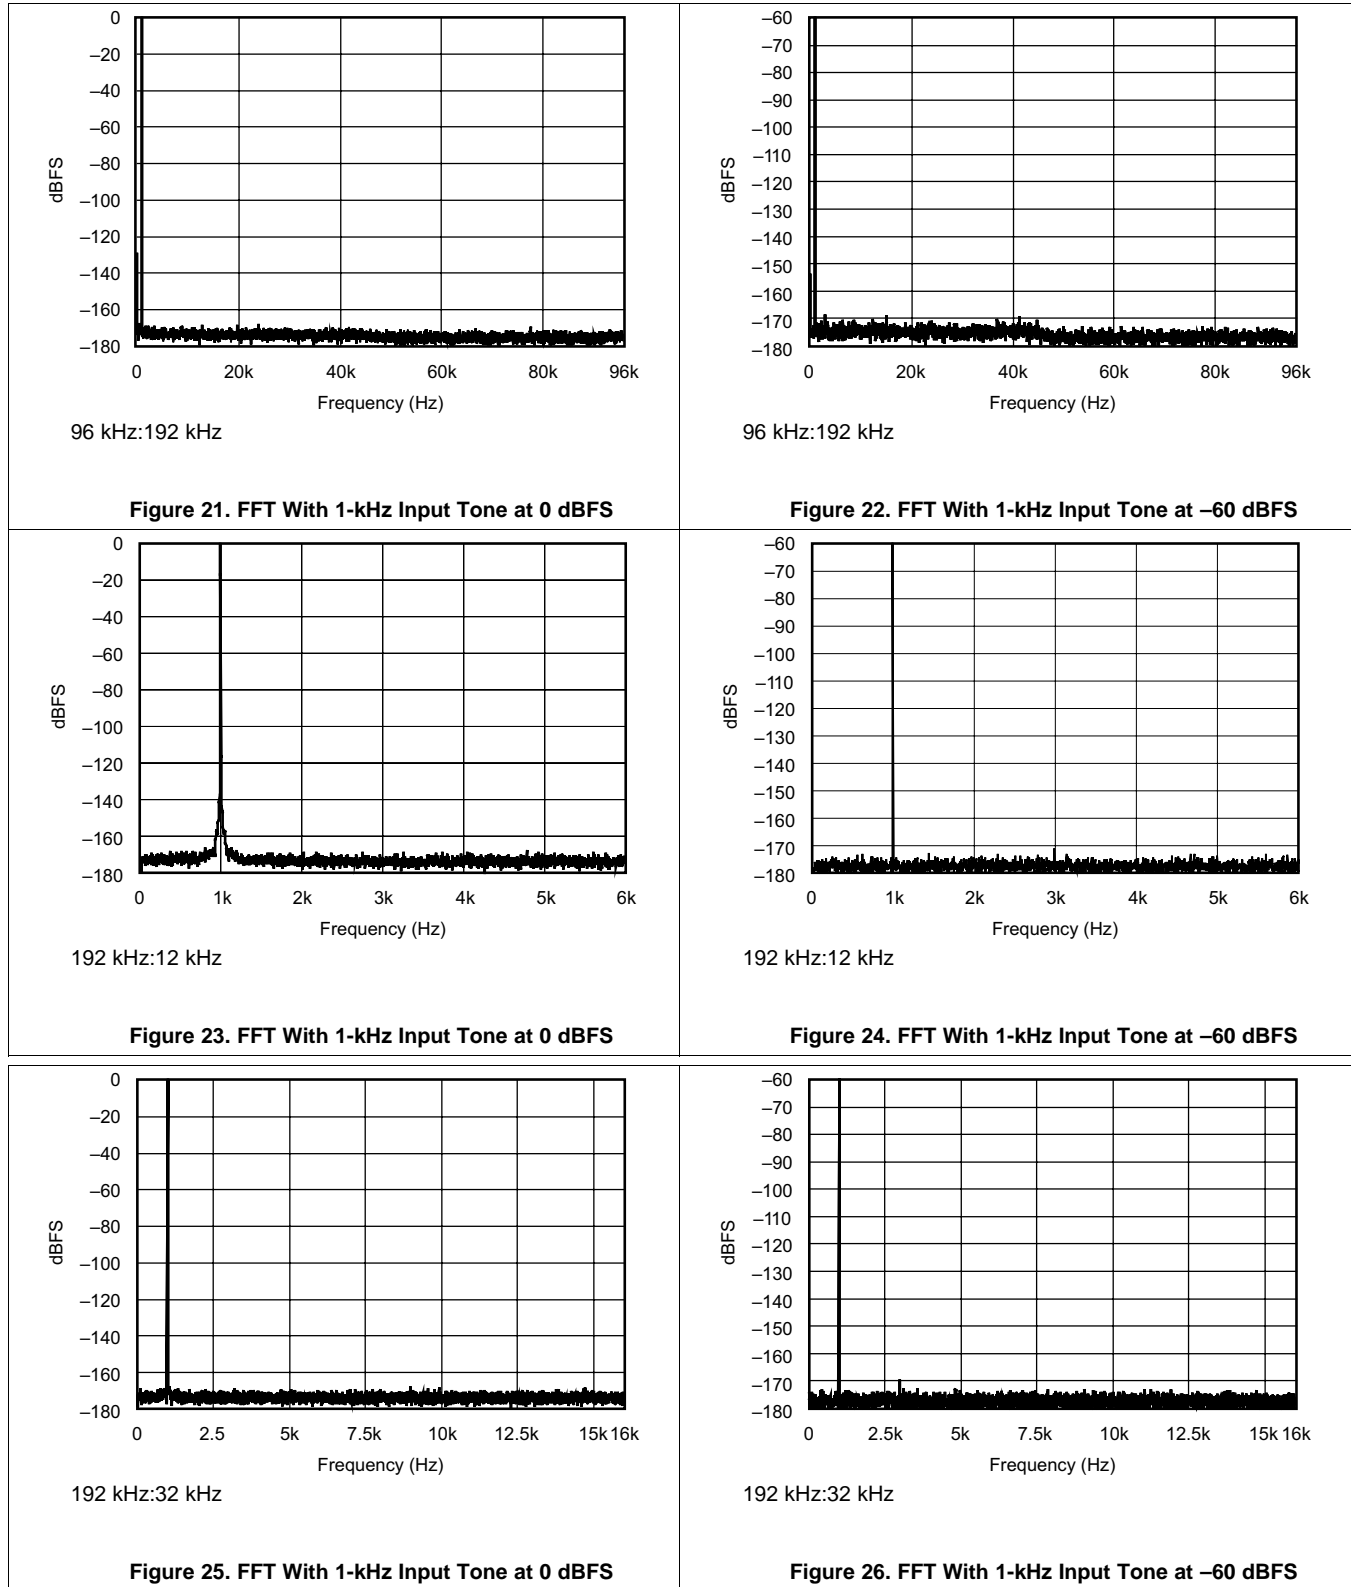 0
–20
–40
–60
–80
–100
–120
–140
–160
–180
dBFS
0 20k 40k 60k 80k 96k
Frequency (Hz)
96 kHz:192 kHz
Figure 21. FFT With 1-kHz Input Tone at 0 dBFS
–60
–70
–80
–90
–100
–110
–120
–130
–140
–150
–160
–170
–180
dBFS
0 20k 40k 60k 80k 96k
Frequency (Hz)
96 kHz:192 kHz
Figure 22. FFT With 1-kHz Input Tone at –60 dBFS
0
–20
–40
–60
–80
–100
–120
–140
–160
–180
dBFS
0 1k 2k 3k 4k 5k 6k
Frequency (Hz)
192 kHz:12 kHz
Figure 23. FFT With 1-kHz Input Tone at 0 dBFS
–60
–70
–80
–90
–100
–110
–120
–130
–140
–150
–160
–170
–180
dBFS
0 1k 2k 3k 4k 5k 6k
Frequency (Hz)
192 kHz:12 kHz
Figure 24. FFT With 1-kHz Input Tone at –60 dBFS
0
–20
–40
–60
–80
–100
–120
–140
–160
–180
dBFS
0 2.5 5k 7.5k 10k 12.5k 15k 16k
Frequency (Hz)
192 kHz:32 kHz
Figure 25. FFT With 1-kHz Input Tone at 0 dBFS
–60
–70
–80
–90
–100
–110
–120
–130
–140
–150
–160
–170
–180
dBFS
0 2.5k 5k 7.5k 10k 12.5k 15k 16k
Frequency (Hz)
192 kHz:32 kHz
Figure 26. FFT With 1-kHz Input Tone at –60 dBFS